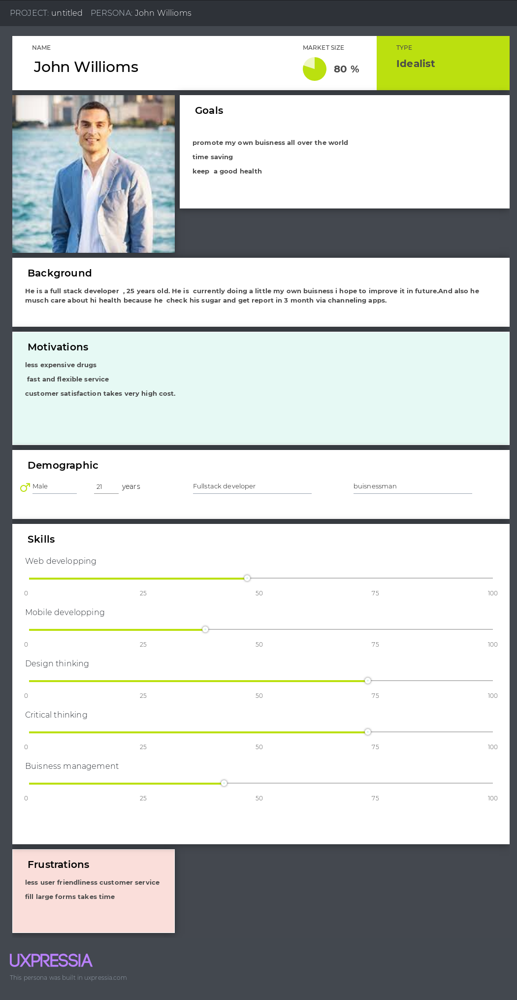 PROJECT: untitled PERSONA: John Willioms
NAME
John Willioms
MARKET SIZE
80 %
TYPE
Idealist
Goals
promote my own buisness all over the world
time saving
keep  a good health
Background
He is a full stack developer  , 25 years old. He is  currently doing a little my own buisness i hope to improve it in future.And also he
musch care about hi health because he  check his sugar and get report in 3 month via channeling apps.
Motivations
less expensive drugs
fast and flexible service
customer satisfaction takes very high cost.
Demographic
Male 21 years Fullstack developer buisnessman
Skills
Web developping
0 25 50 75 100
Mobile developping
0 25 50 75 100
Design thinking
0 25 50 75 100
Critical thinking
0 25 50 75 100
Buisness management
0 25 50 75 100
Frustrations
less user friendliness customer service
fill large forms takes time
UXPRESSIA
This persona was built in uxpressia.com